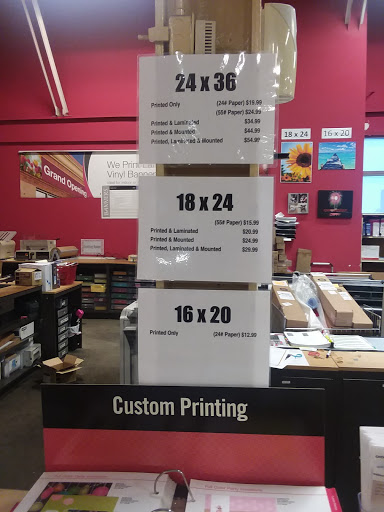 24 x 36
Printed Only (24# Paper) $19.99
(55# Paper) $24.99
Printed & Laminated $34.99
Printed & Mounted $44.99
Printed, Laminated & Mounted $54.99
18 x 24
(55# Paper) $15.99
Printed & Laminated $20.99
Printed & Mounted $24.99
Printed, Laminated & Mounted $29.99
16 x 20
Printed Only (24# Paper) $12.99
Custom Printing
We Print
Vinyl Banners
Grand Opening
18 x 24
16 x 20